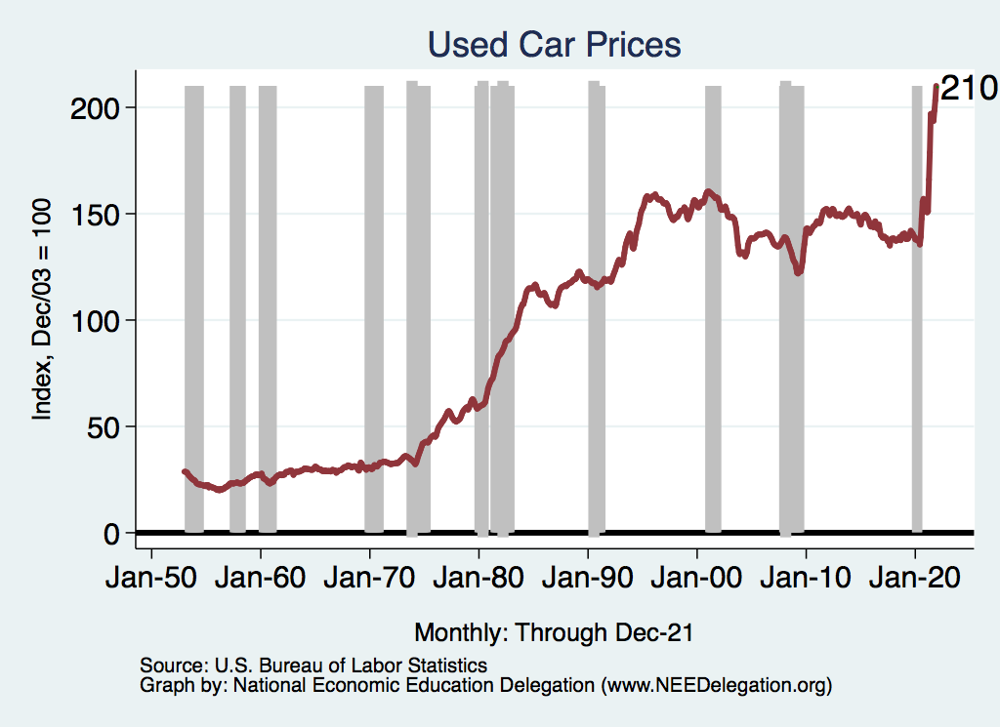 Used Car Prices
210
200
150
100
50
0
Index, Dec/03 = 100
Jan-50 Jan-60 Jan-70 Jan-80 Jan-90 Jan-00 Jan-10 Jan-20
Monthly: Through Dec-21
Source: U.S. Bureau of Labor Statistics
Graph by: National Economic Education Delegation (www.NEEDelegation.org)